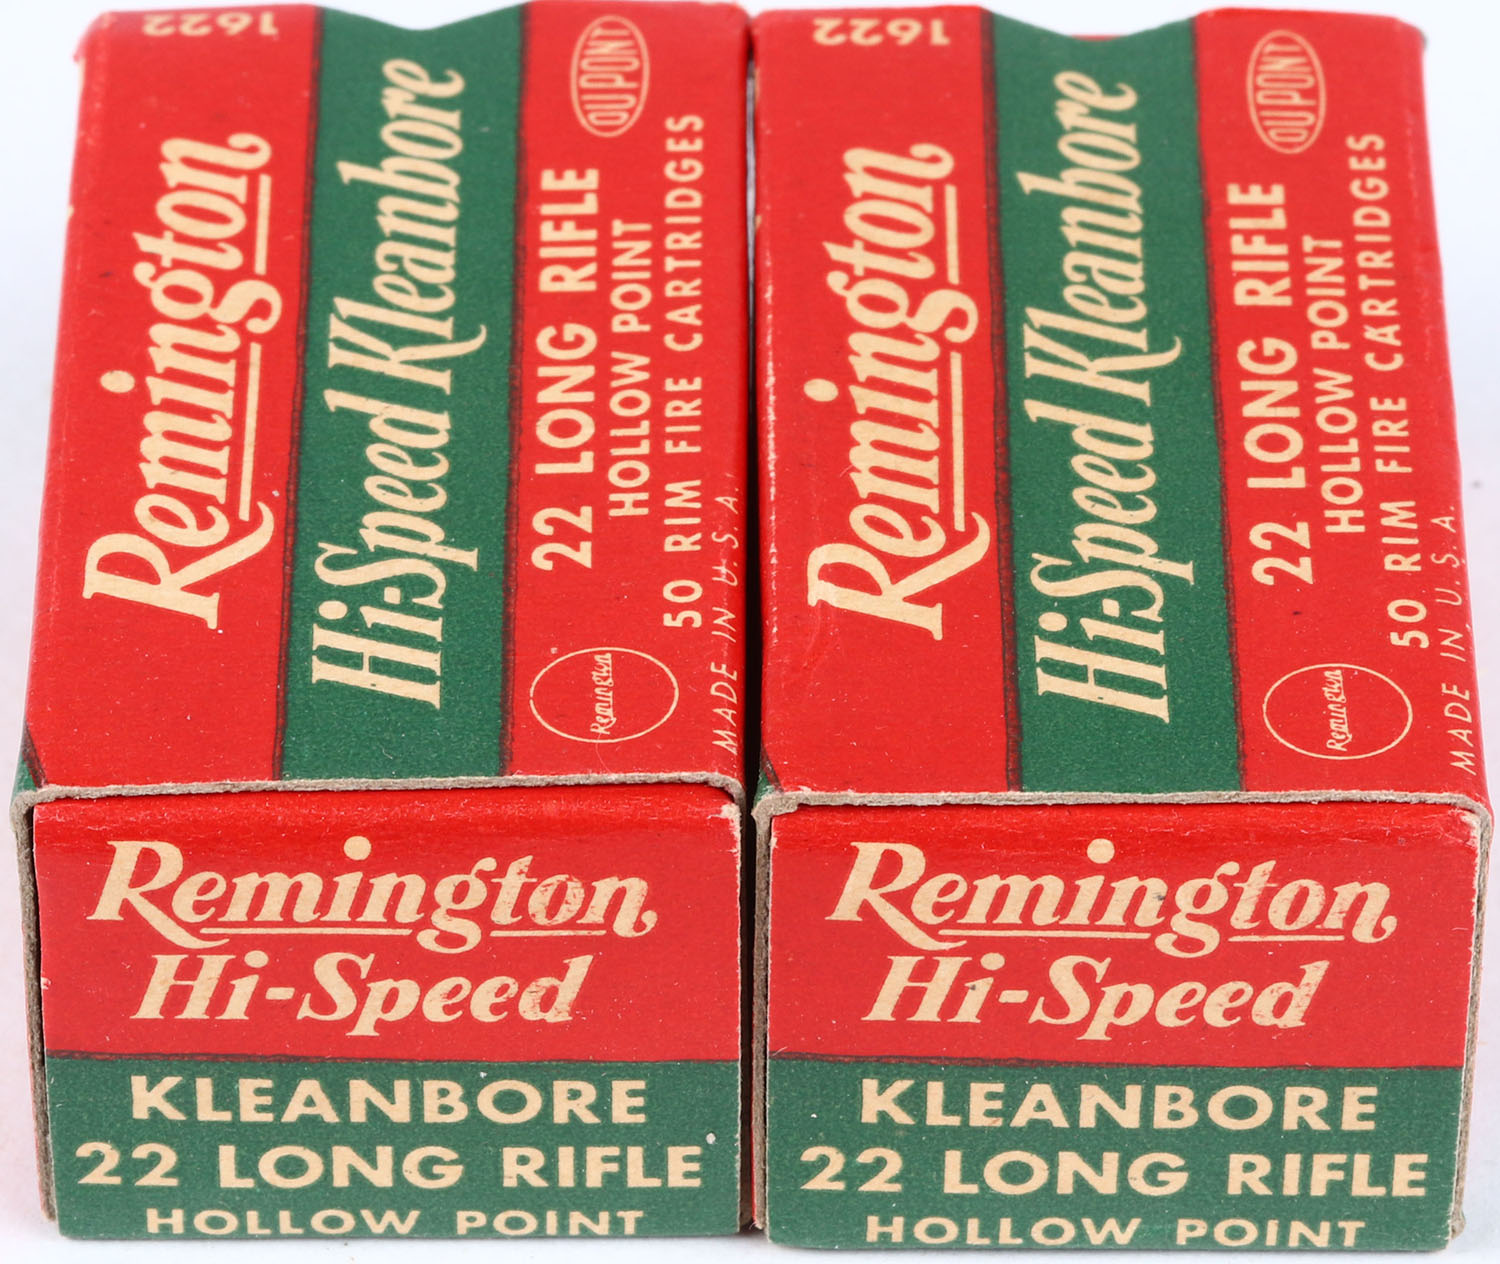 1622
Remington
Hi-Speed Kleanbore
DU PONT
22 LONG RIFLE
HOLLOW POINT
50 RIM FIRE CARTRIDGES
Remington
MADE IN U.S.A.
Remington
Hi-Speed
KLEANBORE
22 LONG RIFLE
HOLLOW POINT
1622
Remington
Hi-Speed Kleanbore
DU PONT
22 LONG RIFLE
HOLLOW POINT
50 RIM FIRE CARTRIDGES
Remington
MADE IN U.S.A.
Remington
Hi-Speed
KLEANBORE
22 LONG RIFLE
HOLLOW POINT